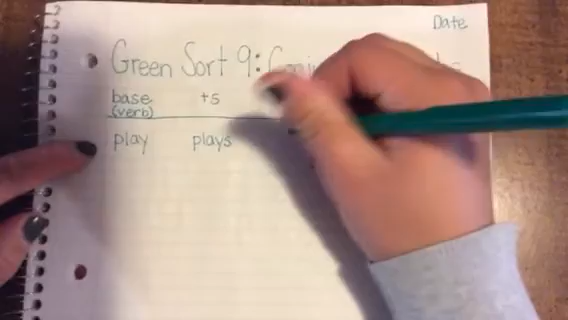 Date
Green Sort 9:
base +s
(verb)
play plays